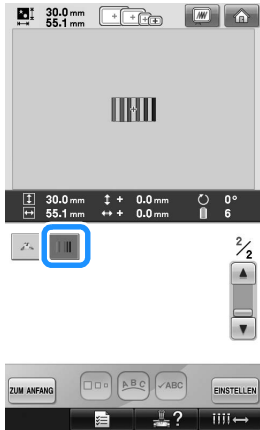 30.0 mm
55.1 mm
30.0 mm + 0.0 mm 0°
55.1 mm + 0.0 mm 6
2/2
ABC ABC
ZUM ANFANG EINSTELLEN
?